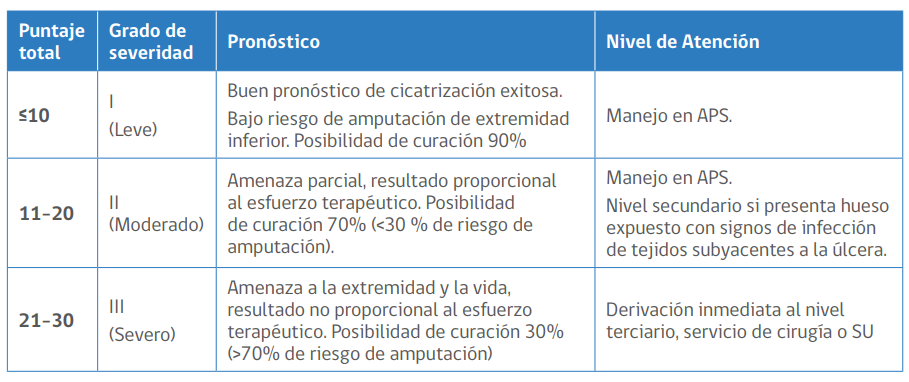 Puntaje total
Grado de severidad
Pronóstico
Nivel de Atención
≤10
I
(Leve)
Buen pronóstico de cicatrización exitosa.
Bajo riesgo de amputación de extremidad
inferior. Posibilidad de curación 90%
Manejo en APS.
11–20
II
(Moderado)
Amenaza parcial, resultado proporcional
al esfuerzo terapéutico. Posibilidad
de curación 70% (<30 % de riesgo de
amputación).
Manejo en APS.
Nivel secundario si presenta hueso
expuesto con signos de infección
de tejidos subyacentes a la úlcera.
21–30
III
(Severo)
Amenaza a la extremidad y la vida,
resultado no proporcional al esfuerzo
terapéutico. Posibilidad de curación 30%
(>70% de riesgo de amputación)
Derivación inmediata al nivel
terciario, servicio de cirugía o SU